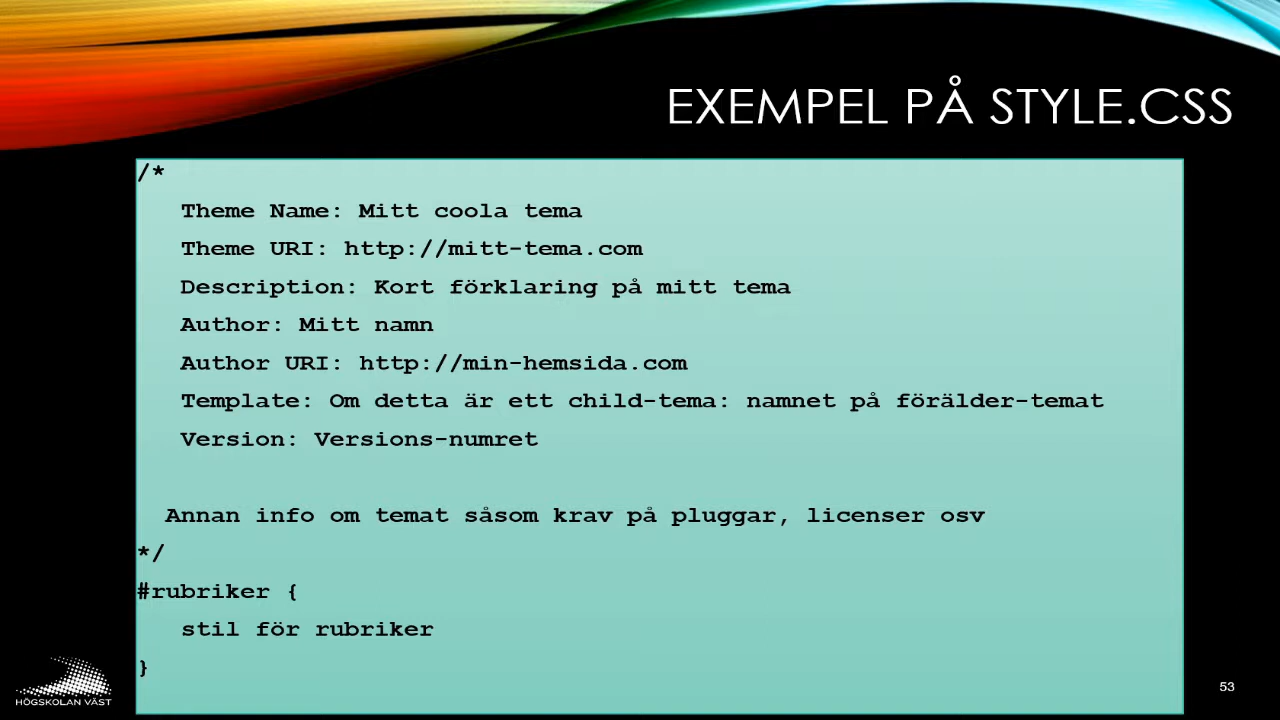 EXEMPEL PÅ STYLE.CSS
/*
Theme Name: Mitt coola tema
Theme URI: http://mitt-tema.com
Description: Kort förklaring på mitt tema
Author: Mitt namn
Author URI: http://min-hemsida.com
Template: Om detta är ett child-tema: namnet på förälder-temat
Version: Versions-numret
Annan info om temat såsom krav på pluggar, licenser osv
*/
#rubriker {
stil för rubriker
}
HÖGSKOLAN VÄST
53